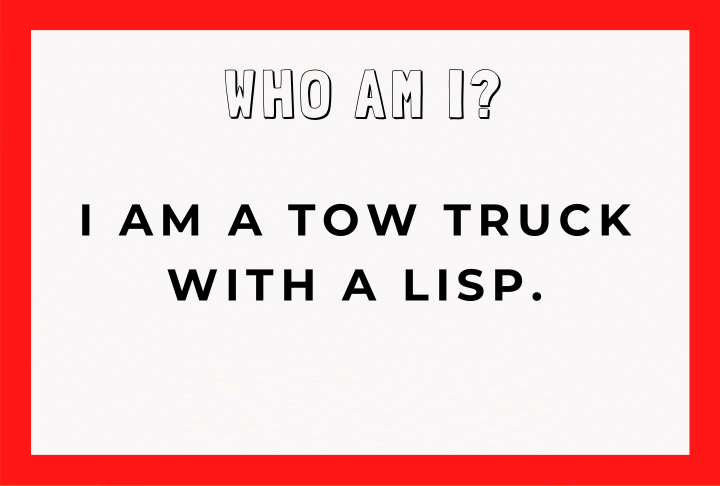 WHO AM I?
I AM A TOW TRUCK
WITH A LISP.